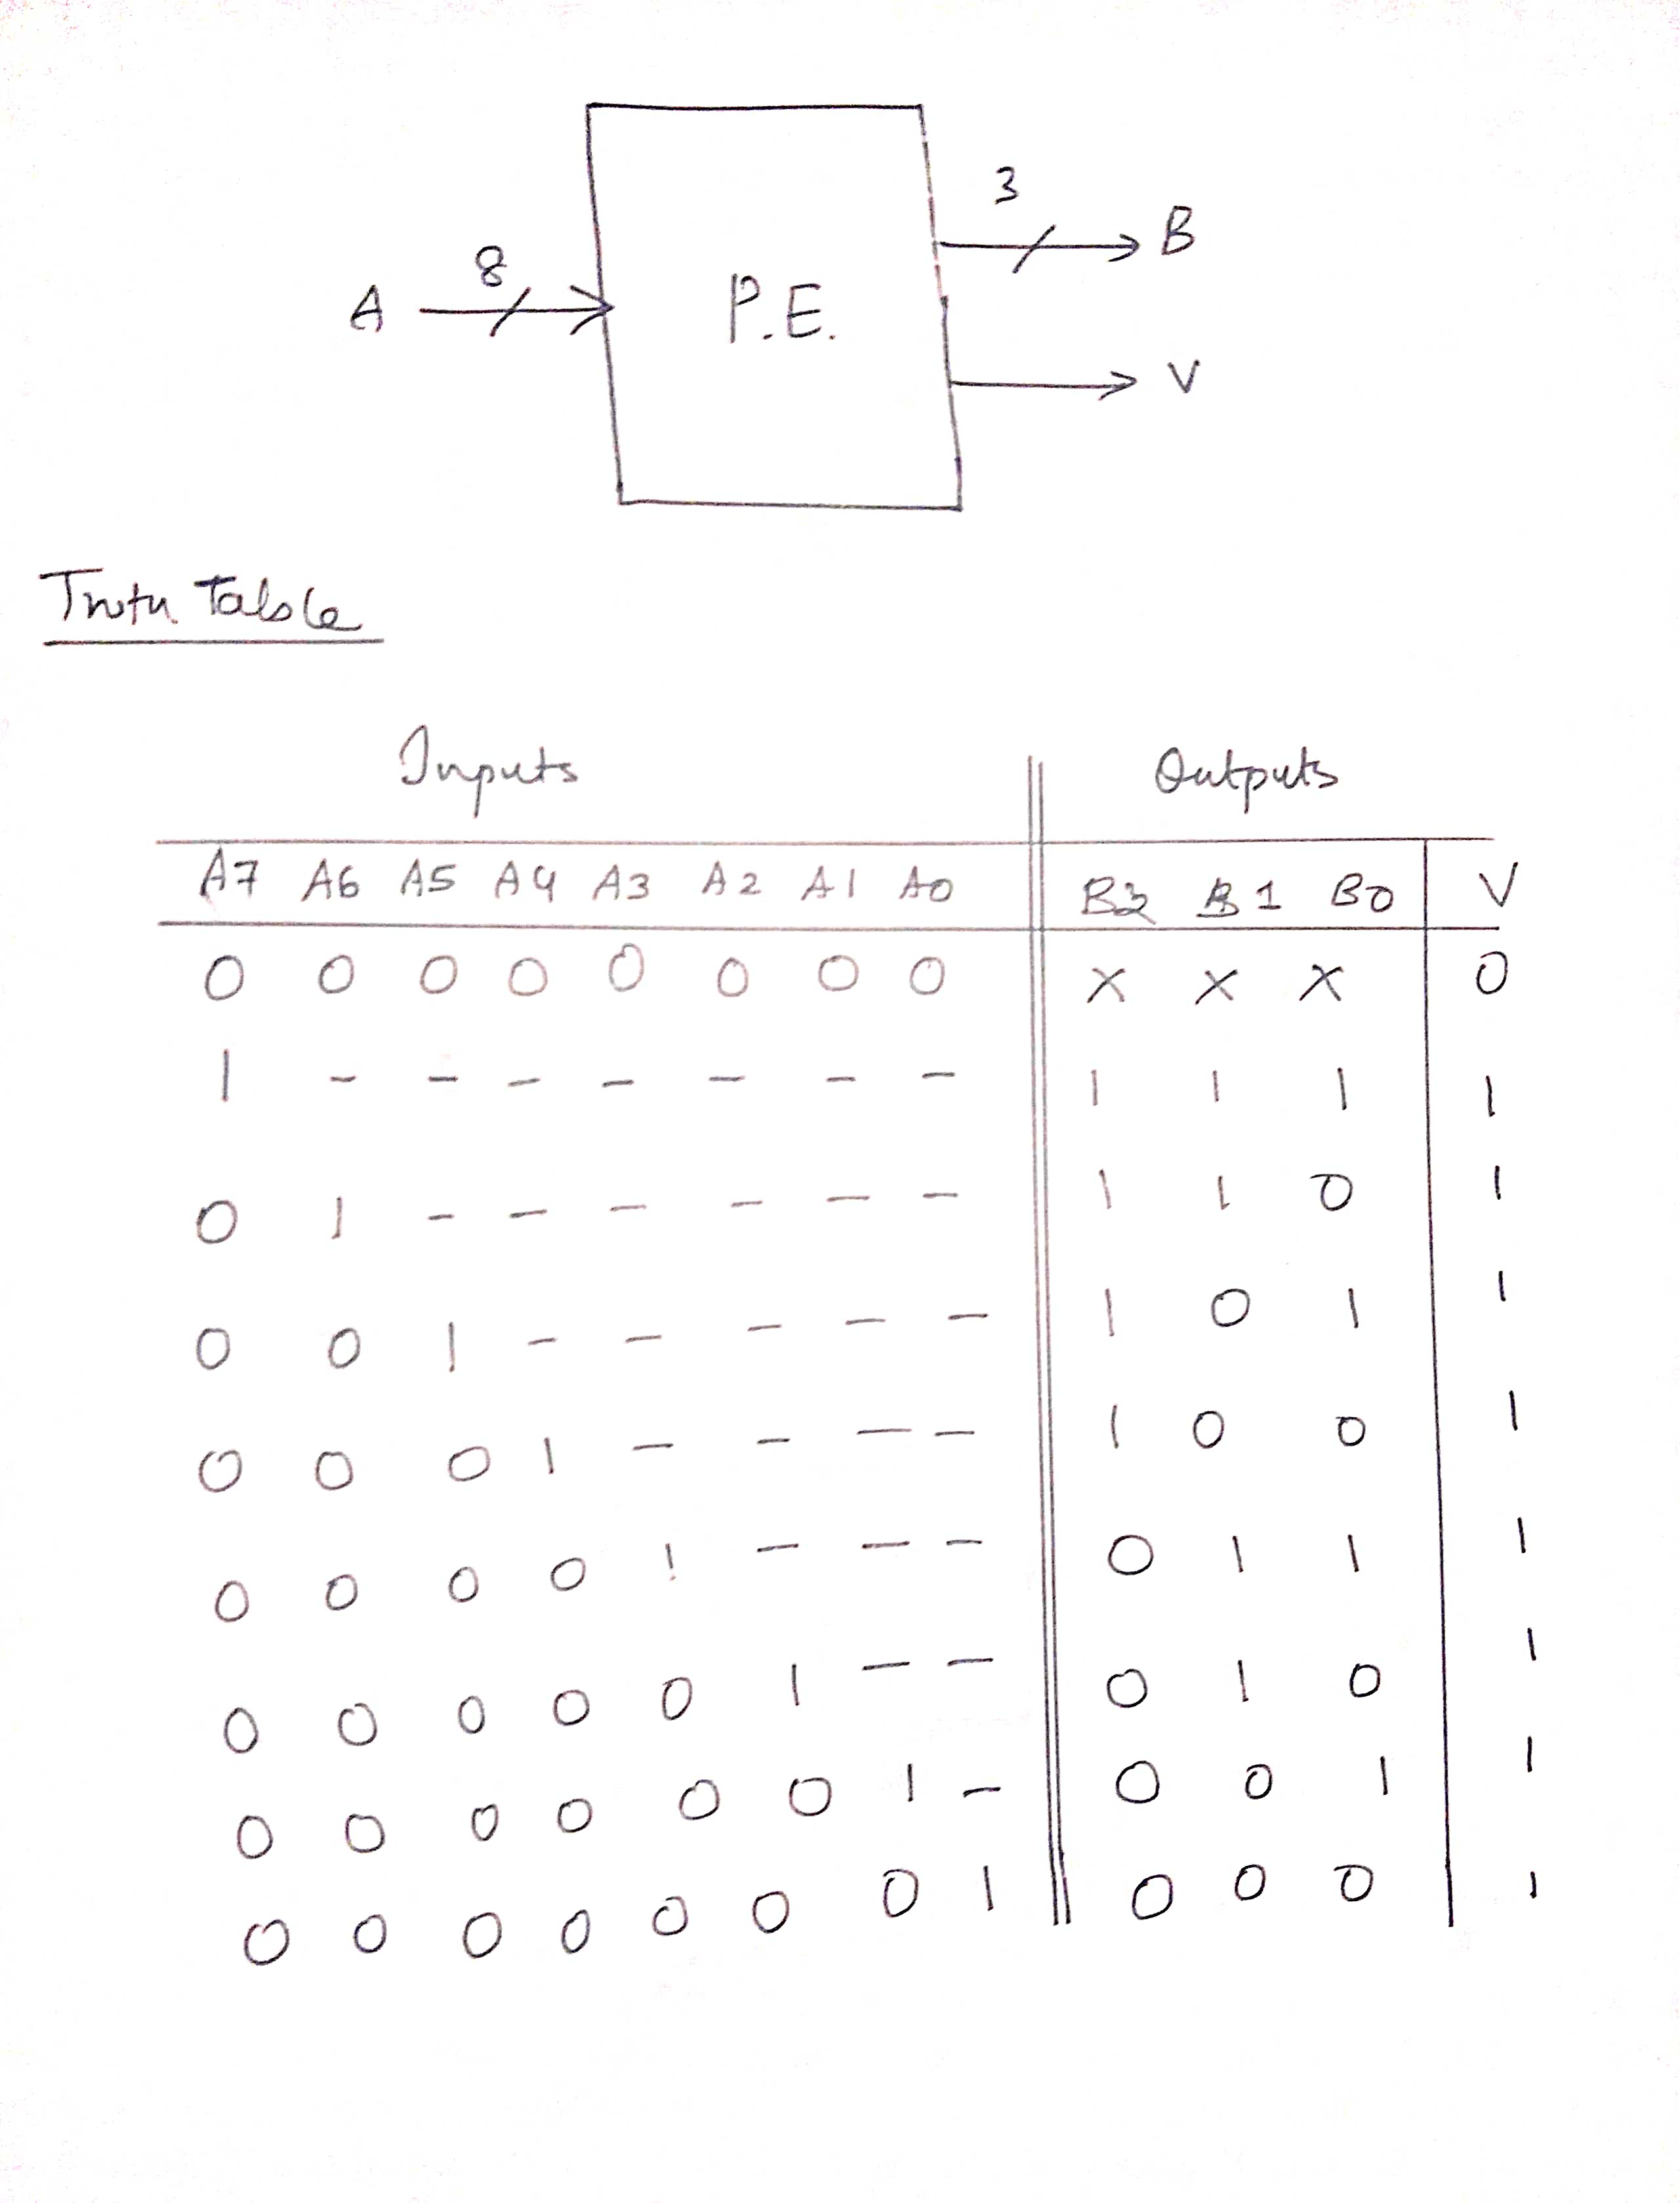 3
8
B
A
P.E.
V
Truth Table
Inputs Outputs
A7 A6 A5 A4 A3 A2 A1 A0 B2 B1 B0 V
0 0 0 0 0 0 0 0 x x x 0
1 - - - - - - - 1 1 1 1
0 1 - - - - - - 1 1 0 1
0 0 1 - - - - - 1 0 1 1
0 0 0 1 - - - - 1 0 0 1
0 0 0 0 1 - - - 0 1 1 1
0 0 0 0 0 1 - - 0 1 0 1
0 0 0 0 0 0 1 - 0 0 1 1
0 0 0 0 0 0 0 1 0 0 0 1